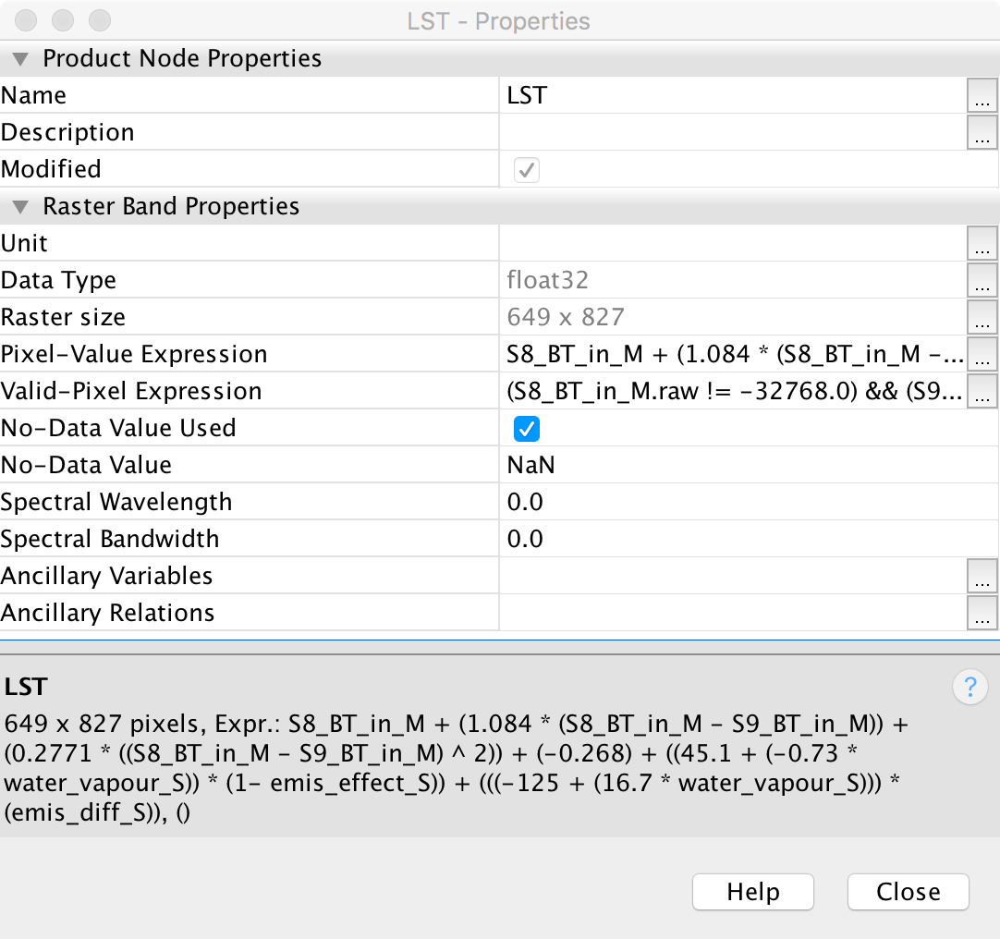 LST - Properties
Product Node Properties
Name LST ...
Description ...
Modified
Raster Band Properties
Unit ...
Data Type float32 ...
Raster size 649 x 827 ...
Pixel-Value Expression S8_BT_in_M + (1.084 * (S8_BT_in_M -... ...
Valid-Pixel Expression (S8_BT_in_M.raw != -32768.0) && (S9... ...
No-Data Value Used
No-Data Value NaN
Spectral Wavelength 0.0
Spectral Bandwidth 0.0
Ancillary Variables ...
Ancillary Relations ...
LST ?
649 x 827 pixels, Expr.: S8_BT_in_M + (1.084 * (S8_BT_in_M - S9_BT_in_M)) +
(0.2771 * ((S8_BT_in_M - S9_BT_in_M) ^ 2)) + (-0.268) + ((45.1 + (-0.73 *
water_vapour_S)) * (1- emis_effect_S)) + (((-125 + (16.7 * water_vapour_S))) *
(emis_diff_S)), ()
Help Close